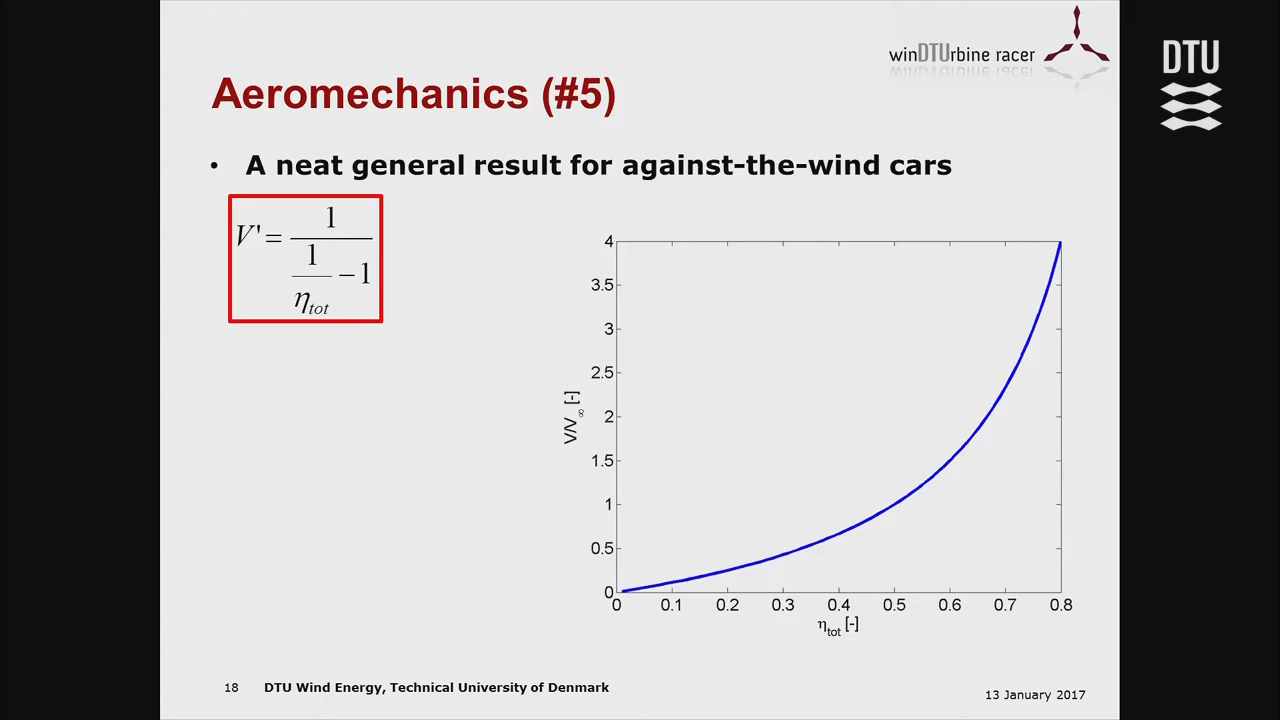 winDTUrbine racer
DTU
Aeromechanics (#5)
• A neat general result for against-the-wind cars
V' = 1 / (1/η_tot − 1)
4
3.5
3
2.5
2
1.5
1
0.5
0
V/V∞ [-]
0 0.1 0.2 0.3 0.4 0.5 0.6 0.7 0.8
η_tot [-]
18 DTU Wind Energy, Technical University of Denmark
13 January 2017